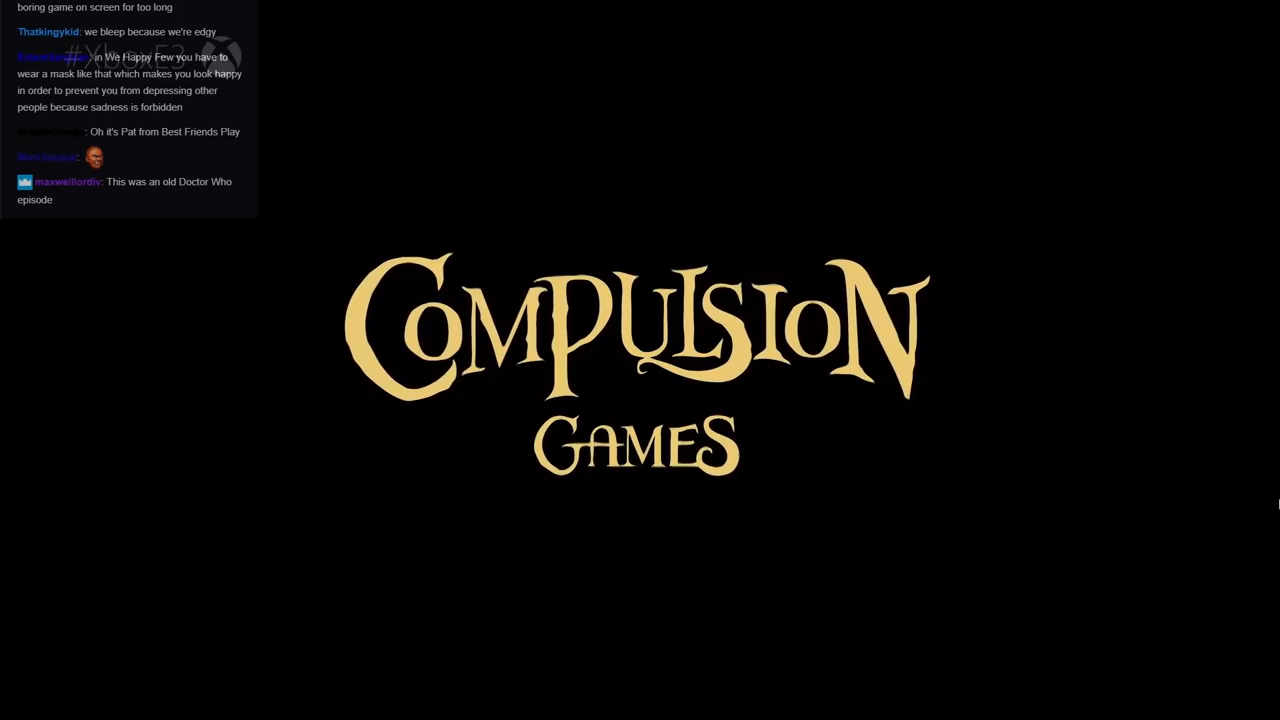 boring game on screen for too long
Thatkingykid: we bleep because we're edgy
#XboxE3
: in We Happy Few you have to
wear a mask like that which makes you look happy
in order to prevent you from depressing other
people because sadness is forbidden
: Oh it's Pat from Best Friends Play
:
maxwelllordiv: This was an old Doctor Who
episode
COMPULSION
GAMES